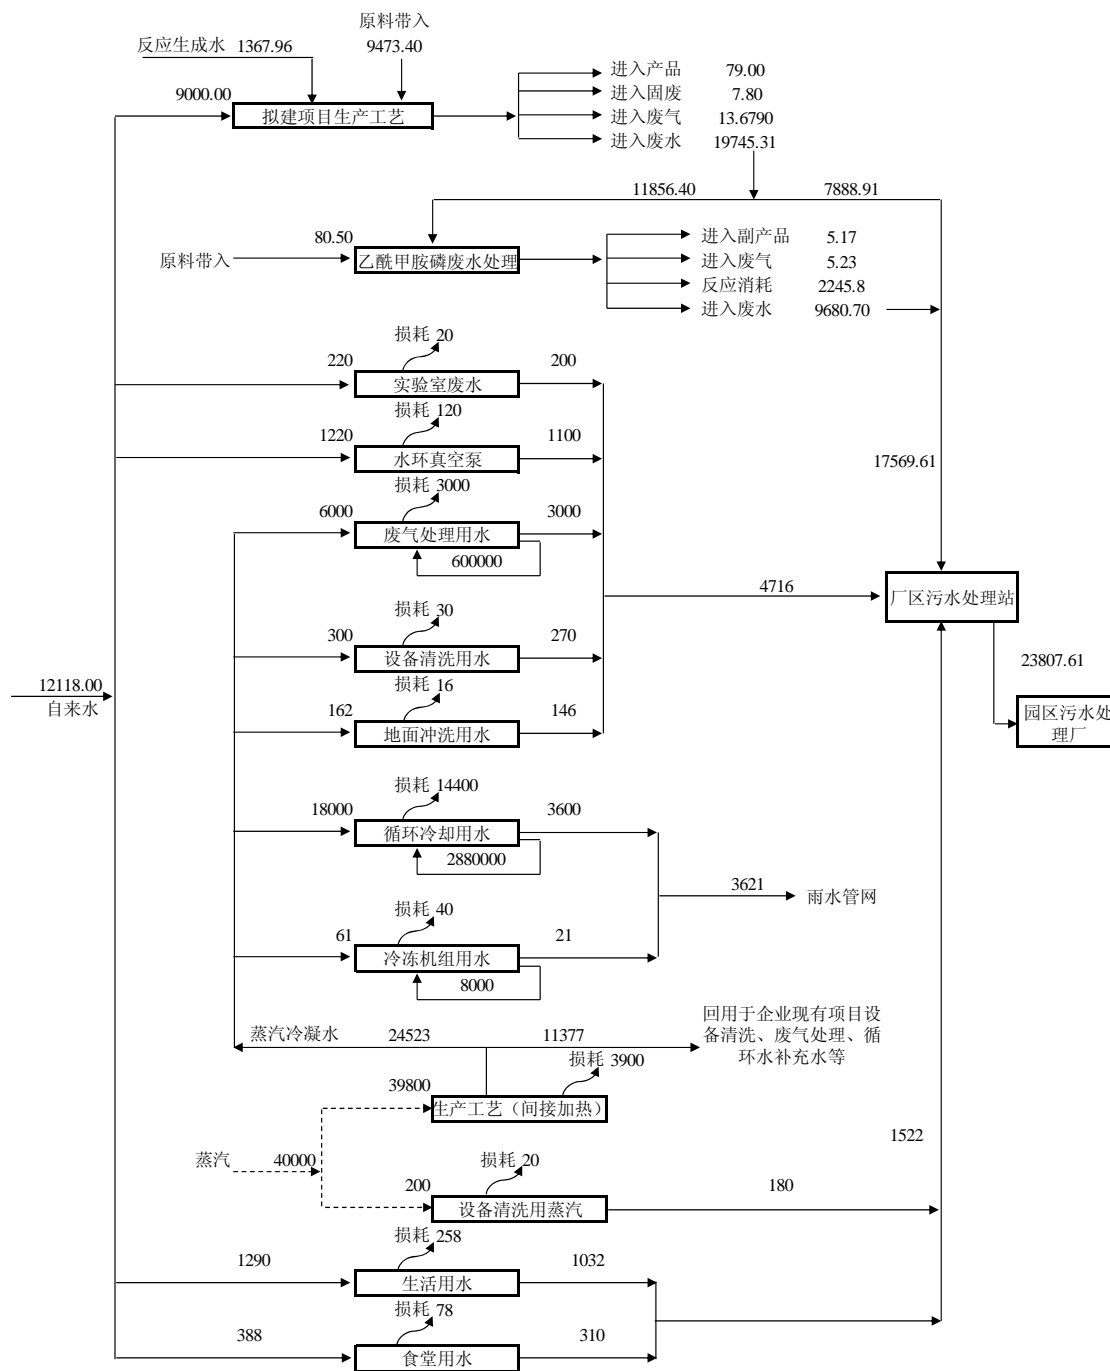 原料带入
反应生成水 1367.96
9473.40
9000.00
拟建项目生产工艺
进入产品 79.00
进入固废 7.80
进入废气 13.6790
进入废水 19745.31
11856.40
7888.91
80.50
原料带入
乙酰甲胺磷废水处理
进入副产品 5.17
进入废气 5.23
反应消耗 2245.8
进入废水 9680.70
损耗 20
220
实验室废水
200
损耗 120
1220
水环真空泵
1100
17569.61
损耗 3000
6000
废气处理用水
3000
600000
4716
厂区污水处理站
损耗 30
300
设备清洗用水
270
23807.61
12118.00
自来水
损耗 16
162
地面冲洗用水
146
园区污水处
理厂
损耗 14400
18000
循环冷却用水
3600
2880000
3621
雨水管网
损耗 40
61
冷冻机组用水
21
8000
蒸汽冷凝水
24523
11377
回用于企业现有项目设
备清洗、废气处理、循
环水补充水等
损耗 3900
39800
生产工艺（间接加热）
1522
蒸汽
40000
损耗 20
200
设备清洗用蒸汽
180
损耗 258
1290
生活用水
1032
损耗 78
388
食堂用水
310